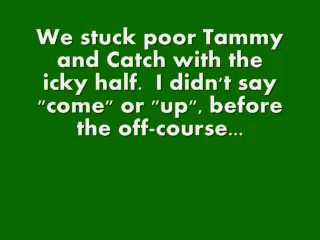 We stuck poor Tammy
and Catch with the
icky half.  I didn't say
"come" or "up", before
the off-course...